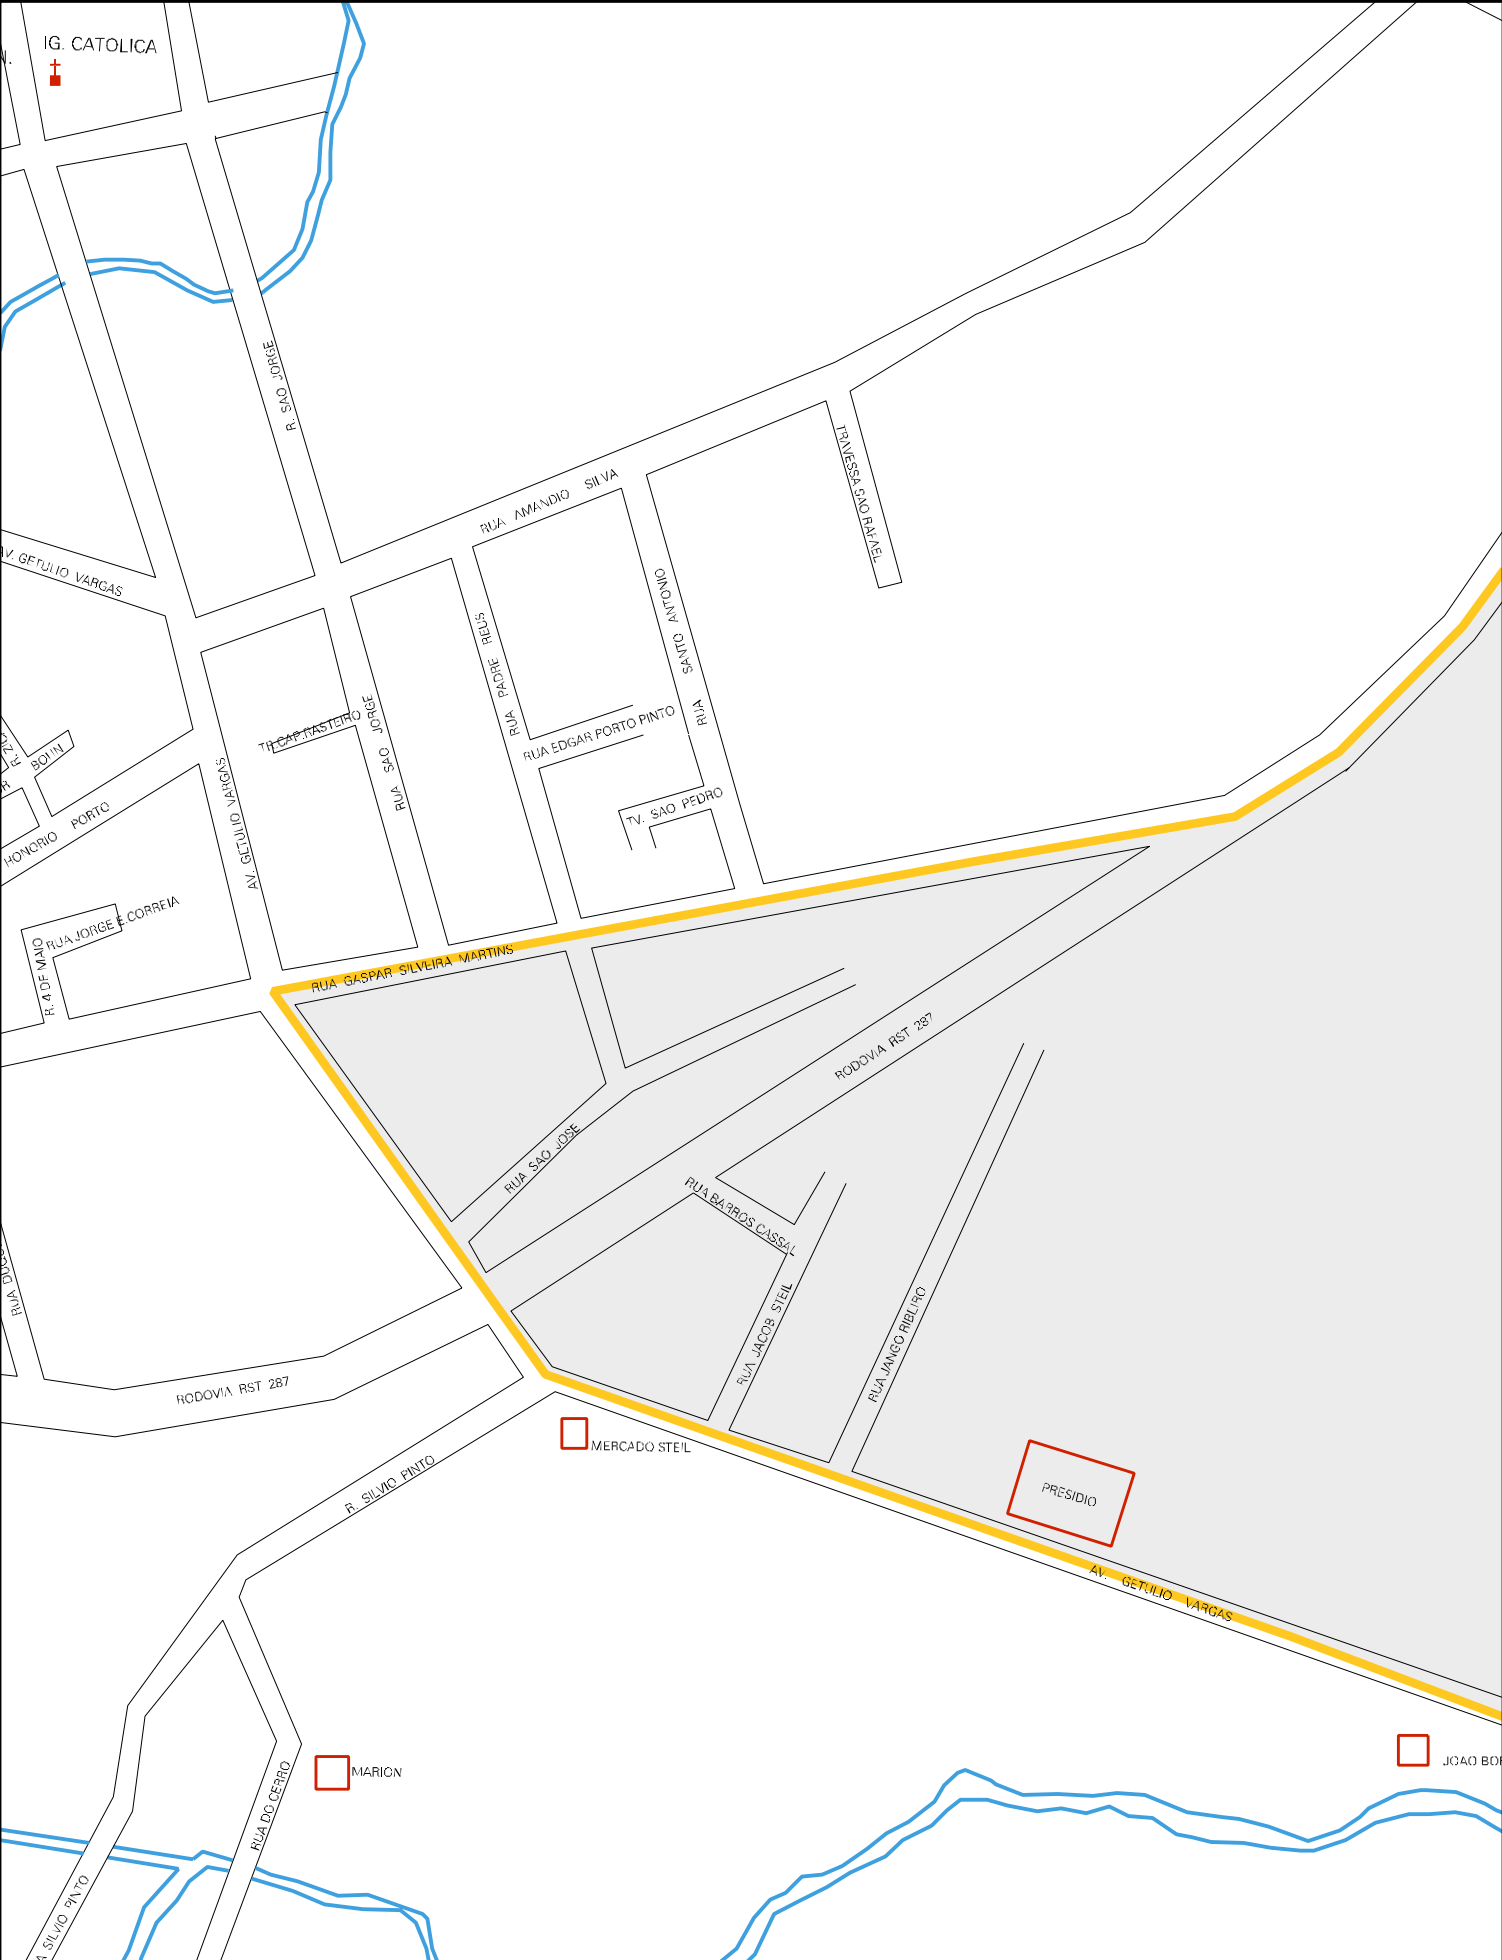 IG. CATOLICA
R. SAO JORGE
TRAVESSA SAO RAFAEL
RUA AMANDIO SILVA
AV. GETULIO VARGAS
RUA SANTO ANTONIO
RUA PADRE REUS
RUA SAO JORGE
TR.CAP.RASTEIRO
RUA EDGAR PORTO PINTO
TV. SAO PEDRO
AV. GETULIO VARGAS
HONORIO PORTO
RUA JORGE E.CORREIA
R. 4 DE MAIO
RUA GASPAR SILVEIRA MARTINS
RODOVIA RST 287
RUA SAO JOSE
RUA BARROS CASSAL
RUA JACOB STEIL
RUA JANGO RIBEIRO
RUA
RODOVIA RST 287
MERCADO STEIL
R. SILVIO PINTO
PRESIDIO
AV. GETULIO VARGAS
MARION
JOAO
RUA DO CERRO
SILVIO PINTO